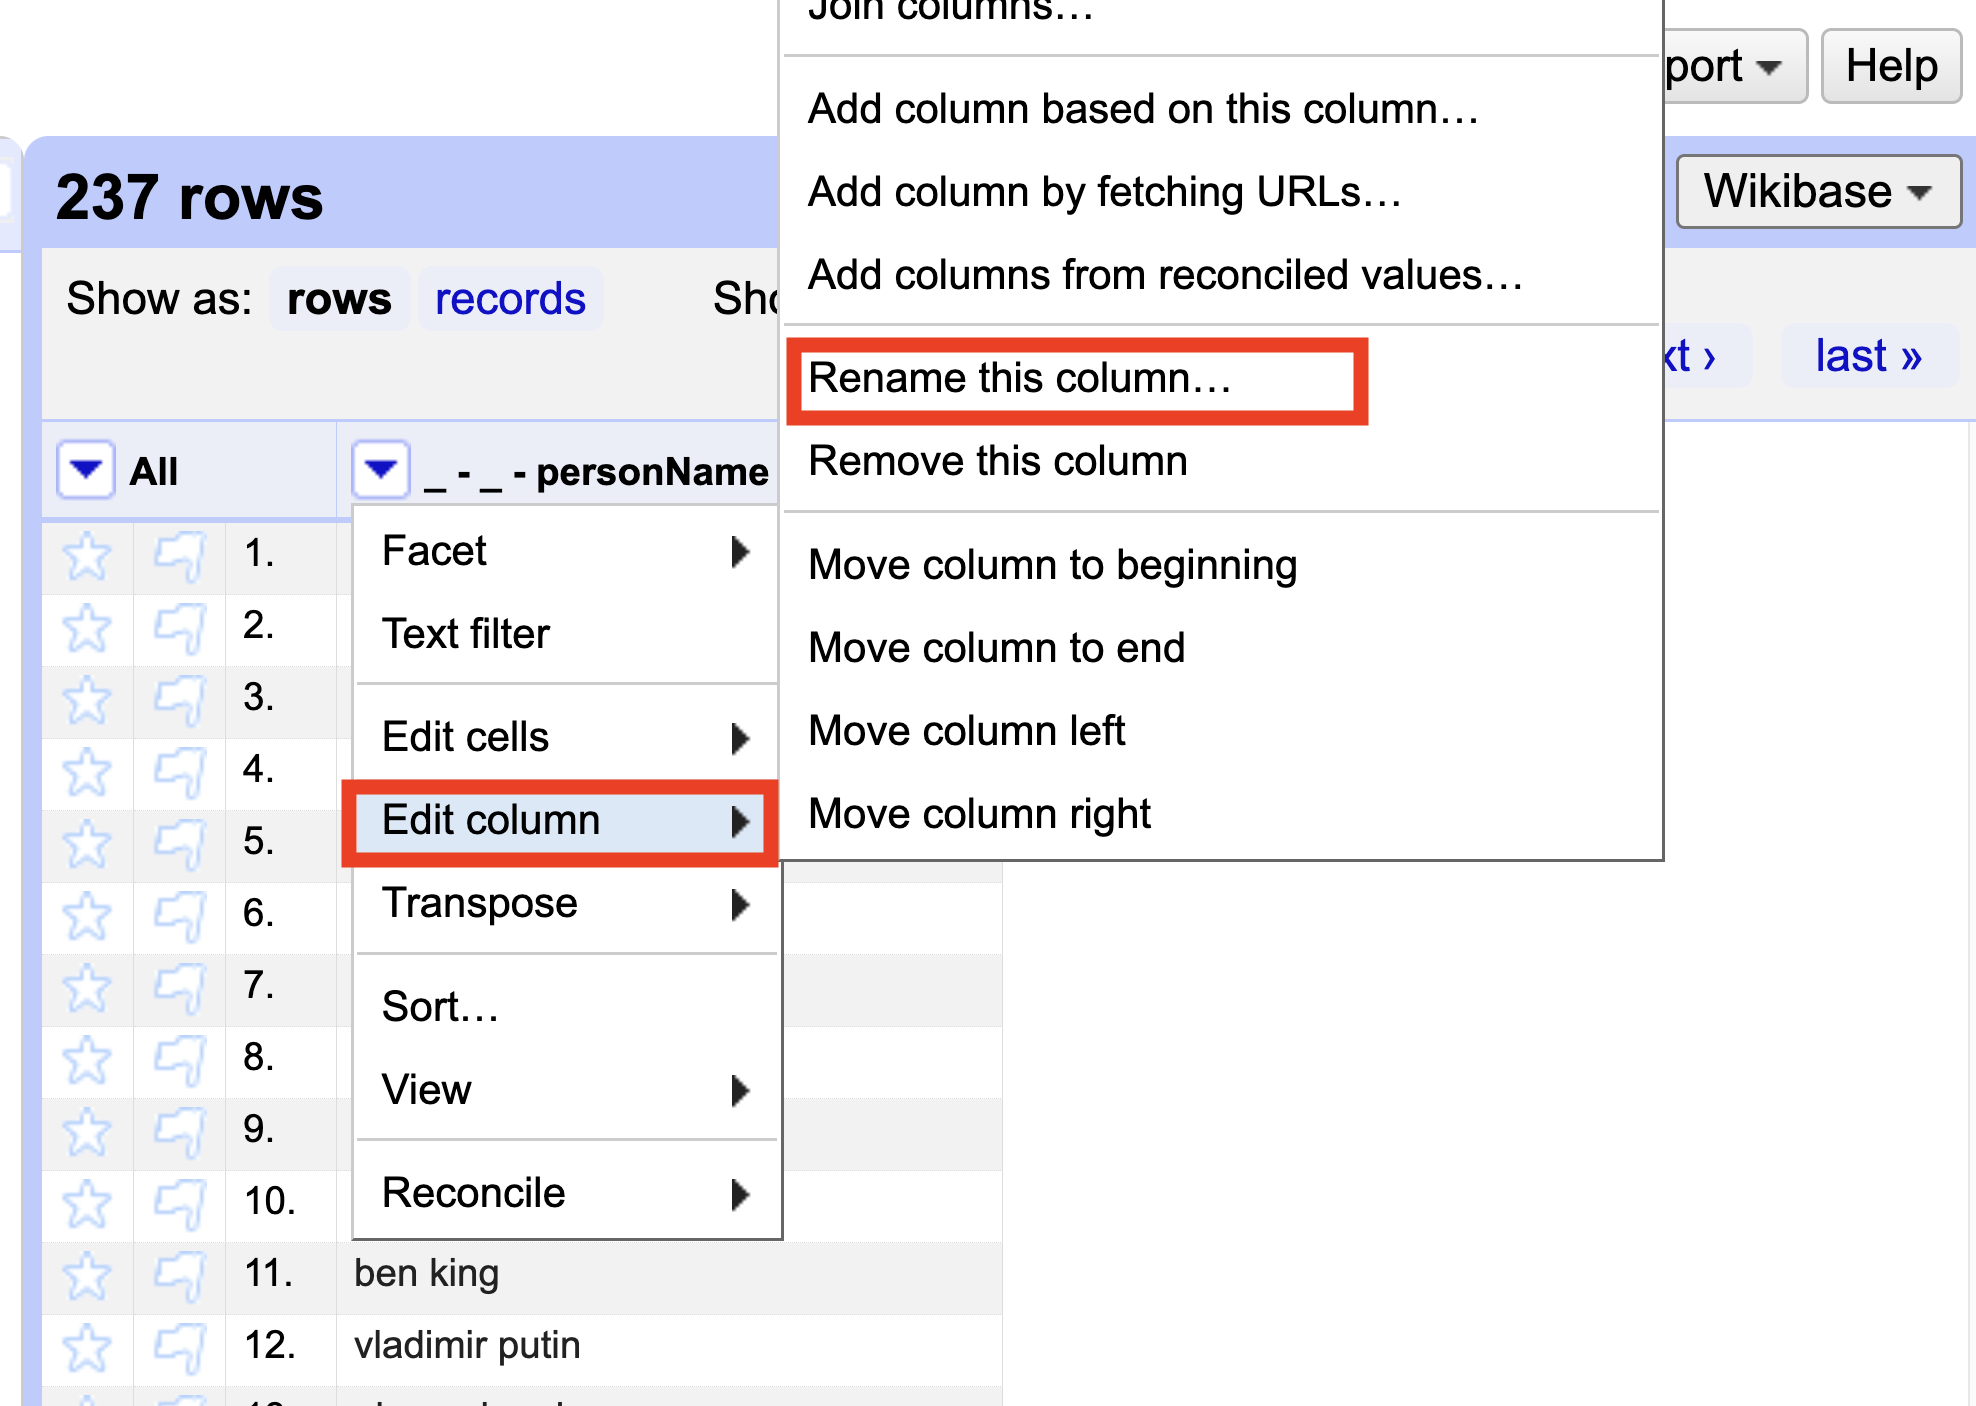 Join columns…
port
Help
Add column based on this column…
237 rows
Add column by fetching URLs…
Wikibase
Show as: rows records
Add columns from reconciled values…
Rename this column…
last »
All
_ - _ - personName
Remove this column
1.
Facet
Move column to beginning
2.
Text filter
Move column to end
3.
Edit cells
Move column left
4.
Edit column
Move column right
5.
6.
Transpose
7.
Sort…
8.
View
9.
10.
Reconcile
11. ben king
12. vladimir putin